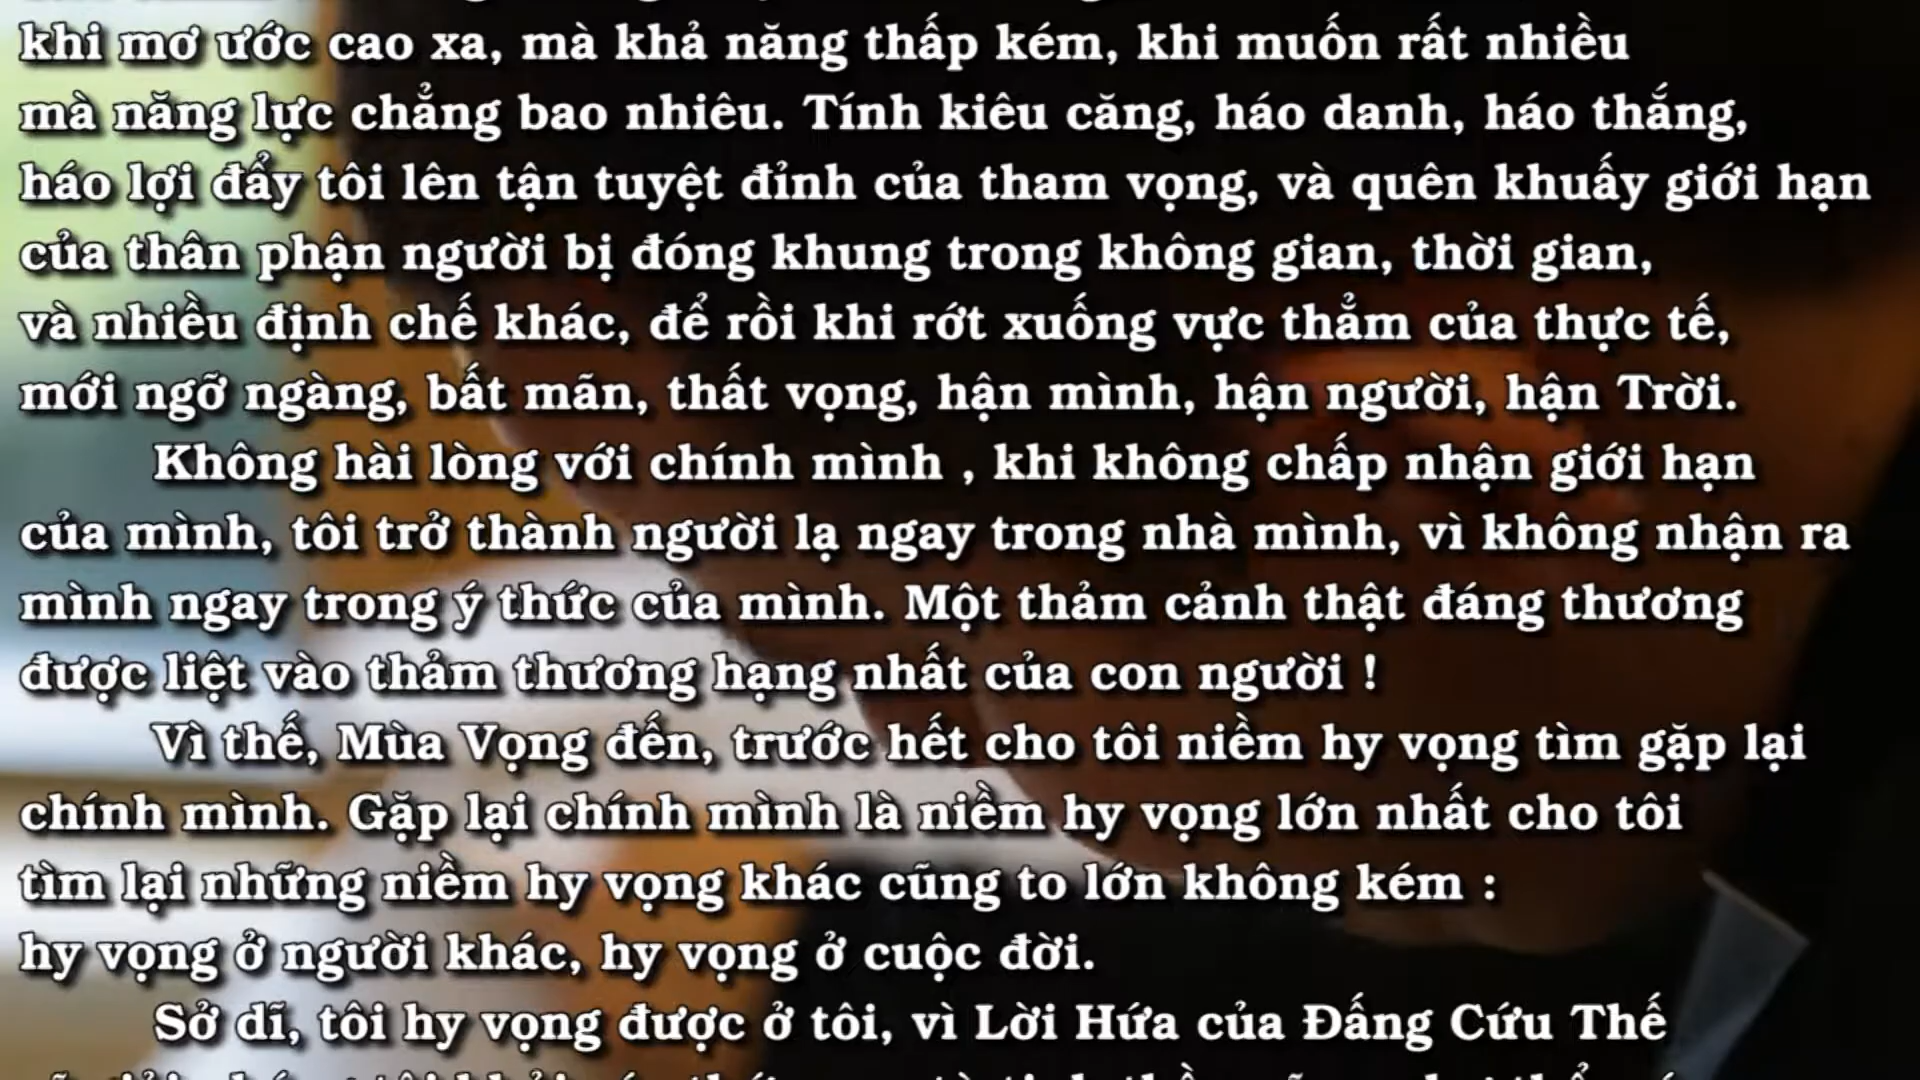 khi mơ ước cao xa, mà khả năng thấp kém, khi muốn rất nhiều
mà năng lực chẳng bao nhiêu. Tính kiêu căng, háo danh, háo thắng,
háo lợi đẩy tôi lên tận tuyệt đỉnh của tham vọng, và quên khuấy giới hạn
của thân phận người bị đóng khung trong không gian, thời gian,
và nhiều định chế khác, để rồi khi rớt xuống vực thẳm của thực tế,
mới ngỡ ngàng, bất mãn, thất vọng, hận mình, hận người, hận Trời.
Không hài lòng với chính mình , khi không chấp nhận giới hạn
của mình, tôi trở thành người lạ ngay trong nhà mình, vì không nhận ra
mình ngay trong ý thức của mình. Một thảm cảnh thật đáng thương
được liệt vào thảm thương hạng nhất của con người !
Vì thế, Mùa Vọng đến, trước hết cho tôi niềm hy vọng tìm gặp lại
chính mình. Gặp lại chính mình là niềm hy vọng lớn nhất cho tôi
tìm lại những niềm hy vọng khác cũng to lớn không kém :
hy vọng ở người khác, hy vọng ở cuộc đời.
Sở dĩ, tôi hy vọng được ở tôi, vì Lời Hứa của Đấng Cứu Thế